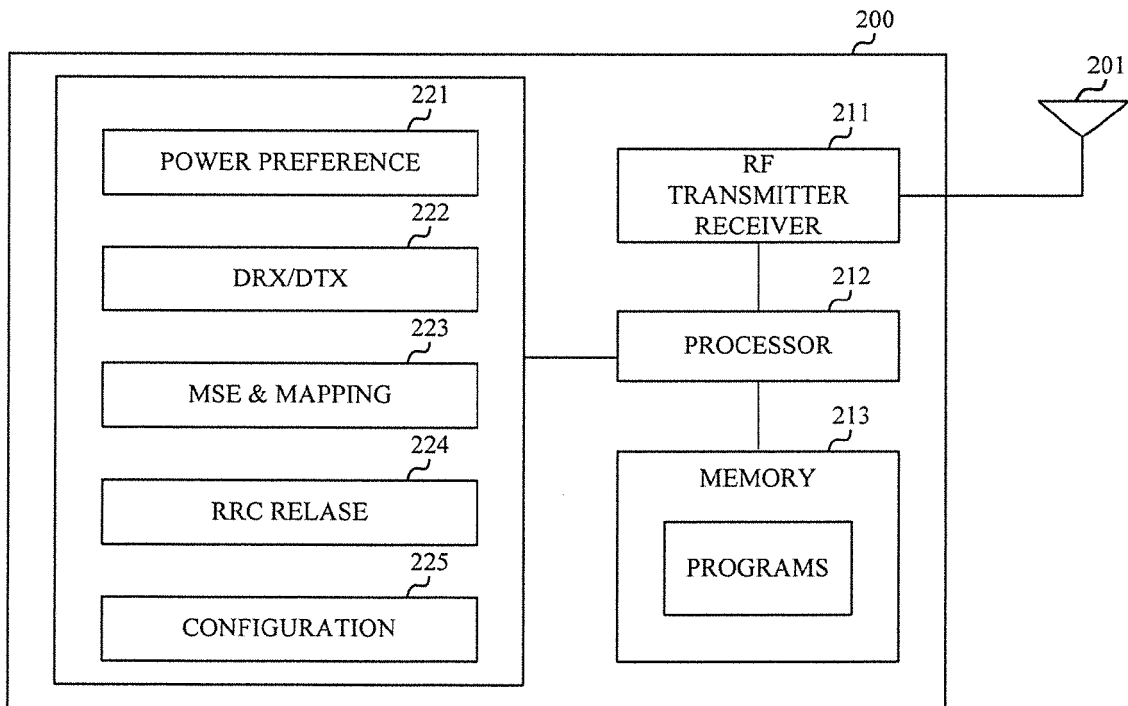 200
201
221
POWER PREFERENCE
222
DRX/DTX
223
MSE & MAPPING
224
RRC RELASE
225
CONFIGURATION
211
RF
TRANSMITTER
RECEIVER
212
PROCESSOR
213
MEMORY
PROGRAMS